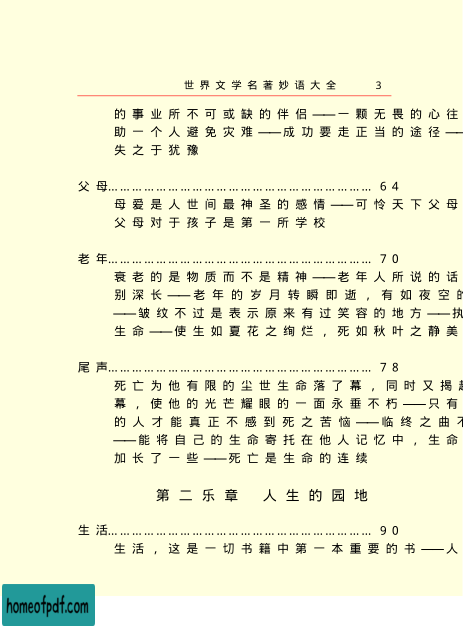 世界文学名著妙语大全 3
的事业所不可或缺的伴侣——一颗无畏的心往
助一个人避免灾难——成功要走正当的途径——
失之于犹豫
父母………………………………………………………… 64
母爱是人世间最神圣的感情——可怜天下父母
父母对于孩子是第一所学校
老年………………………………………………………… 70
衰老的是物质而不是精神——老年人所说的话
别深长——老年的岁月转瞬即逝，有如夜空的
——皱纹不过是表示原来有过笑容的地方——执
生命——使生如夏花之绚烂，死如秋叶之静美
尾声………………………………………………………… 78
死亡为他有限的尘世生命落了幕，同时又揭起
幕，使他的光芒耀眼的一面永垂不朽——只有
的人才能真正不感到死之苦恼——临终之曲不
——能将自己的生命寄托在他人记忆中，生命
加长了一些——死亡是生命的连续
第二乐章 人生的园地
生活………………………………………………………… 90
生活，这是一切书籍中第一本重要的书——人
homeofpdf.com